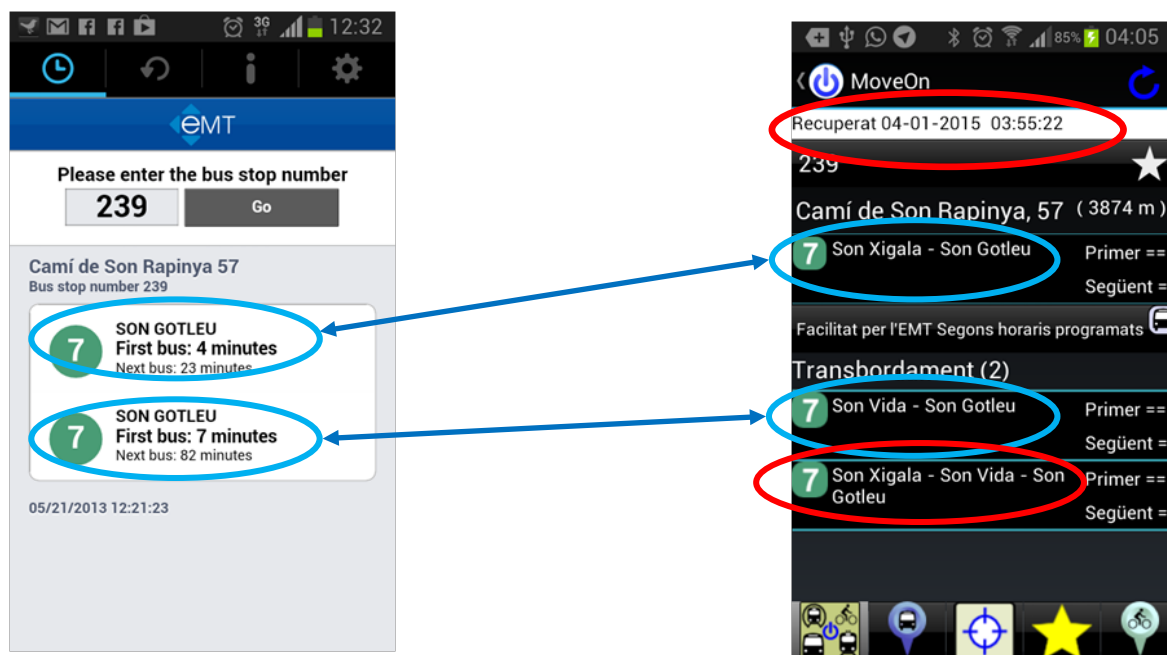 3G
12:32
eMT
Please enter the bus stop number
239
Go
Camí de Son Rapinya 57
Bus stop number 239
7
SON GOTLEU
First bus: 4 minutes
Next bus: 23 minutes
7
SON GOTLEU
First bus: 7 minutes
Next bus: 82 minutes
05/21/2013 12:21:23
85%
04:05
MoveOn
Recuperat 04-01-2015 03:55:22
239
Camí de Son Rapinya, 57 ( 3874 m )
7 Son Xigala - Son Gotleu Primer ==
Següent =
Facilitat per l'EMT Segons horaris programats
Transbordament (2)
7 Son Vida - Son Gotleu Primer ==
Següent =
7 Son Xigala - Son Vida - Son Primer ==
Gotleu
Següent =